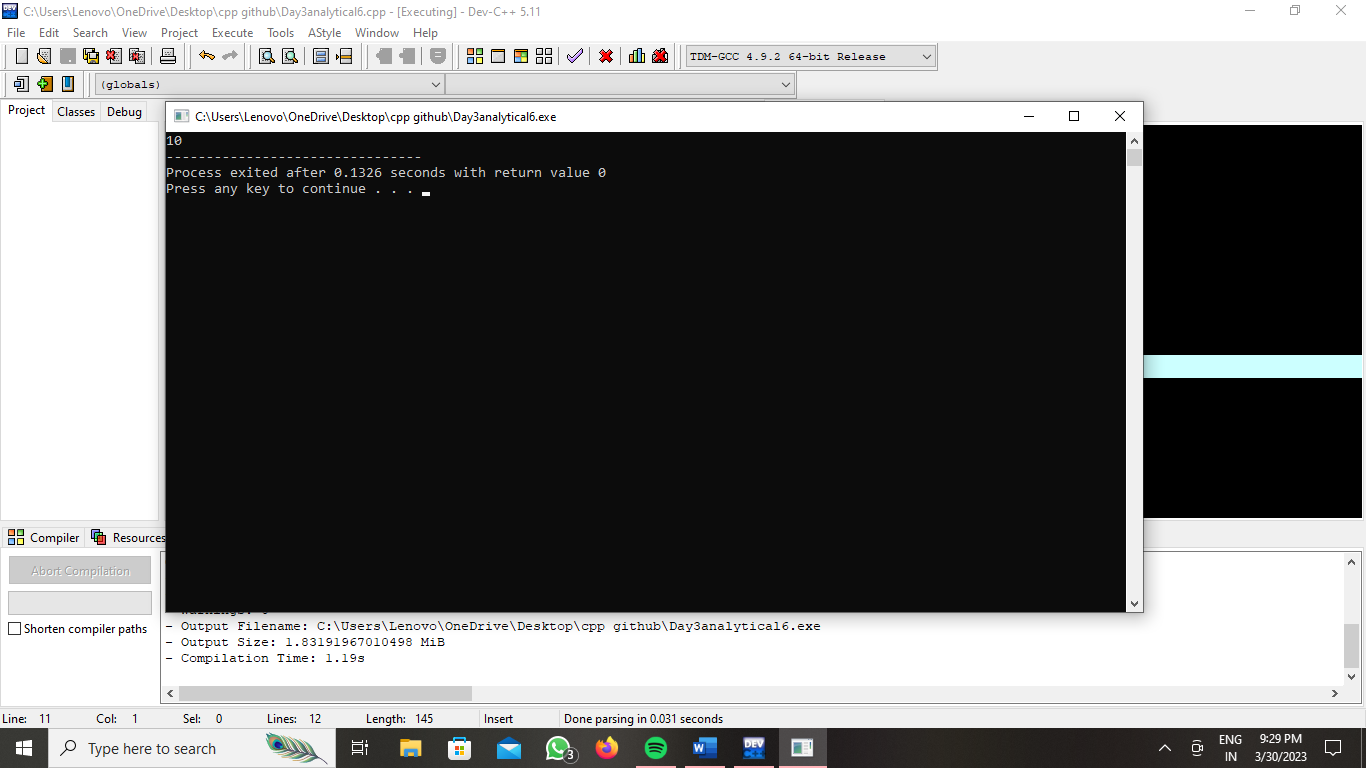 C:\Users\Lenovo\OneDrive\Desktop\cpp github\Day3analytical6.cpp - [Executing] - Dev-C++ 5.11
File Edit Search View Project Execute Tools AStyle Window Help
TDM-GCC 4.9.2 64-bit Release
(globals)
Project Classes Debug
C:\Users\Lenovo\OneDrive\Desktop\cpp github\Day3analytical6.exe
10
--------------------------------
Process exited after 0.1326 seconds with return value 0
Press any key to continue . . .
Compiler Resources
Abort Compilation
Shorten compiler paths
- Output Filename: C:\Users\Lenovo\OneDrive\Desktop\cpp github\Day3analytical6.exe
- Output Size: 1.83191967010498 MiB
- Compilation Time: 1.19s
Line: 11 Col: 1 Sel: 0 Lines: 12 Length: 145 Insert Done parsing in 0.031 seconds
Type here to search
3
W
DEV
ENG
IN
9:29 PM
3/30/2023